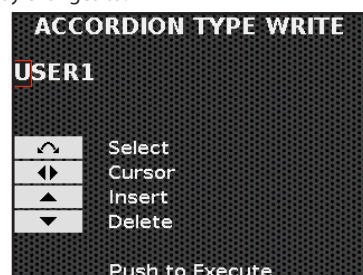 ACCORDION TYPE WRITE
USER1
Select
Cursor
Insert
Delete
Push to Execute